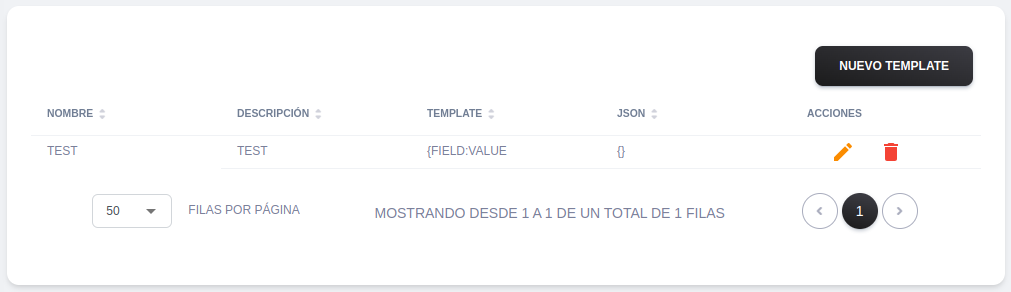 NUEVO TEMPLATE
NOMBRE DESCRIPCIÓN TEMPLATE JSON ACCIONES
TEST TEST {FIELD:VALUE {}
50 FILAS POR PÁGINA MOSTRANDO DESDE 1 A 1 DE UN TOTAL DE 1 FILAS 1